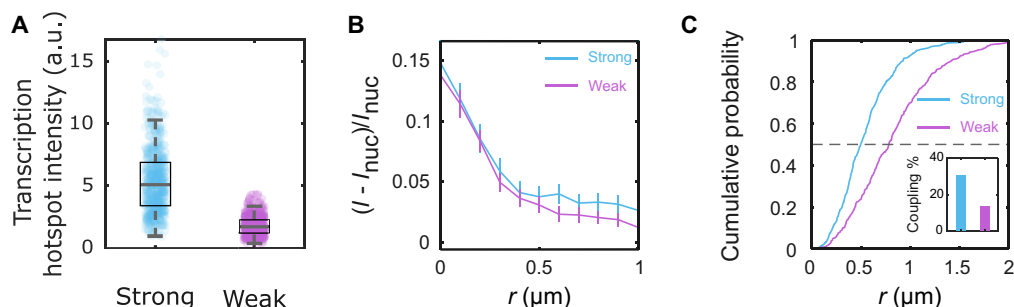 A
Transcription
hotspot intensity (a.u.)
15
10
5
0
Strong
Weak
B
(I - Inuc)/Inuc
0.15
0.1
0.05
0
Strong
Weak
0
0.5
1
r (μm)
C
Cumulative probability
1
0.8
0.6
0.4
0.2
0
Strong
Weak
Coupling %
40
20
0
0
0.5
1
1.5
2
r (μm)